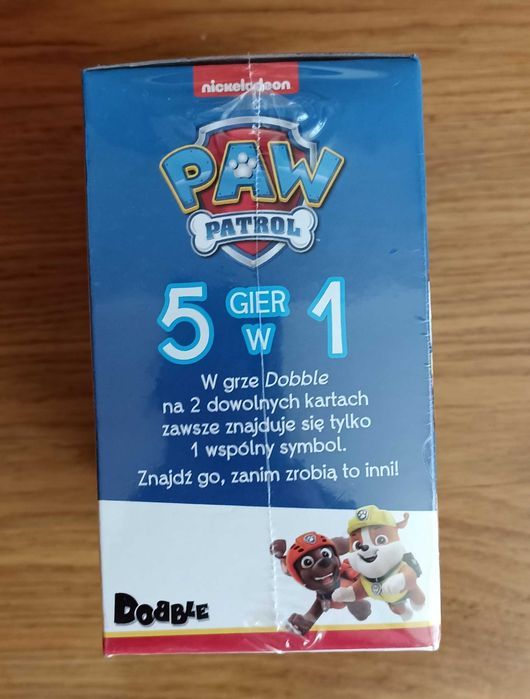 nickelodeon
PAW
PATROL
5 GIER W 1
W grze Dobble
na 2 dowolnych kartach
zawsze znajduje się tylko
1 wspólny symbol.
Znajdź go, zanim zrobią to inni!
DOBBLE